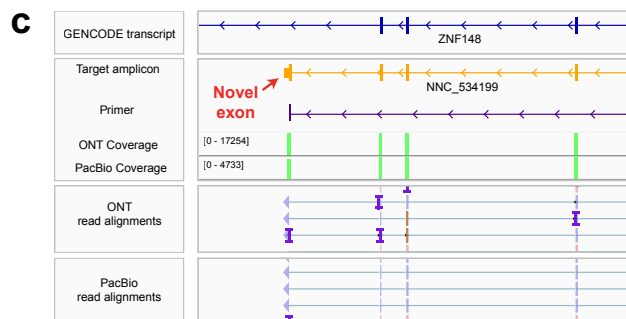 C
GENCODE transcript
ZNF148
Target amplicon
Novel
exon
NNC_534199
Primer
ONT Coverage
[0 - 17254]
PacBio Coverage
[0 - 4733]
ONT
read alignments
PacBio
read alignments